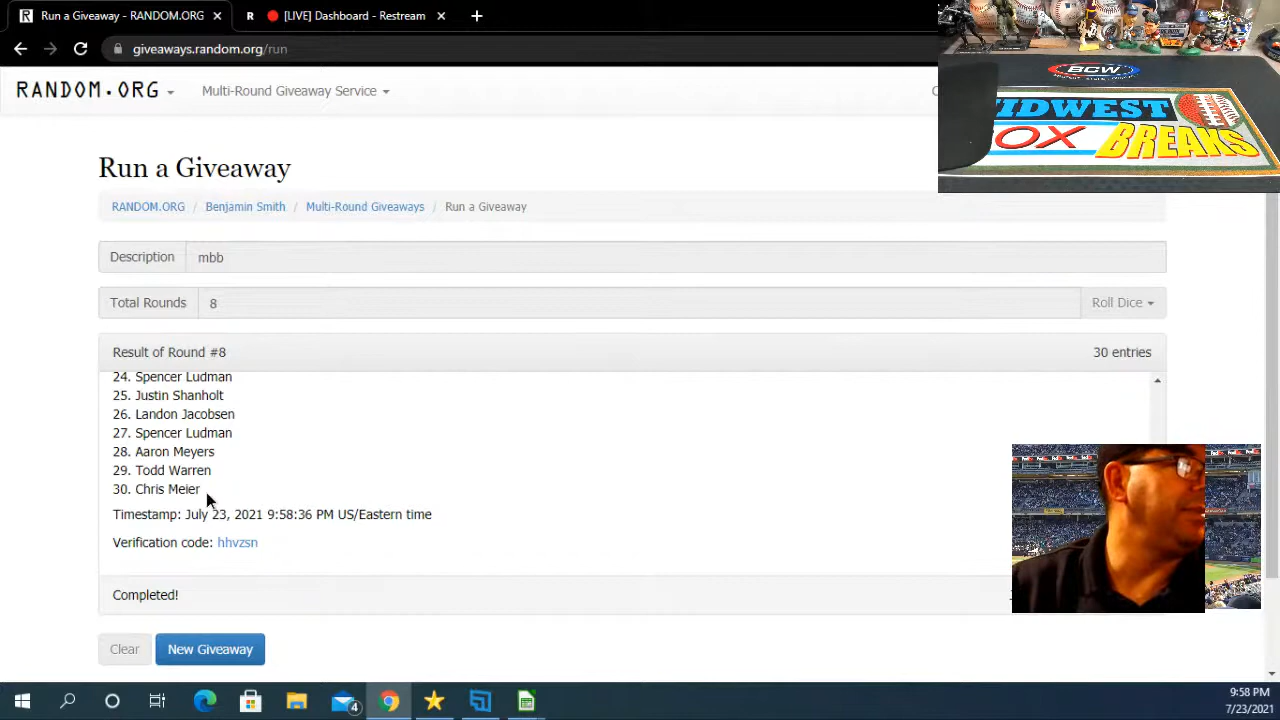 Run a Giveaway - RANDOM.ORG
R
[LIVE] Dashboard - Restream
giveaways.random.org/run
RANDOM.ORG
Multi-Round Giveaway Service
BCW
MIDWEST
BOX BREAKS
Run a Giveaway
RANDOM.ORG / Benjamin Smith / Multi-Round Giveaways / Run a Giveaway
Description mbb
Total Rounds 8 Roll Dice
Result of Round #8 30 entries
24. Spencer Ludman
25. Justin Shanholt
26. Landon Jacobsen
27. Spencer Ludman
28. Aaron Meyers
29. Todd Warren
30. Chris Meier
Timestamp: July 23, 2021 9:58:36 PM US/Eastern time
Verification code: hhvzsn
Completed!
Clear New Giveaway
4
9:58 PM
7/23/2021